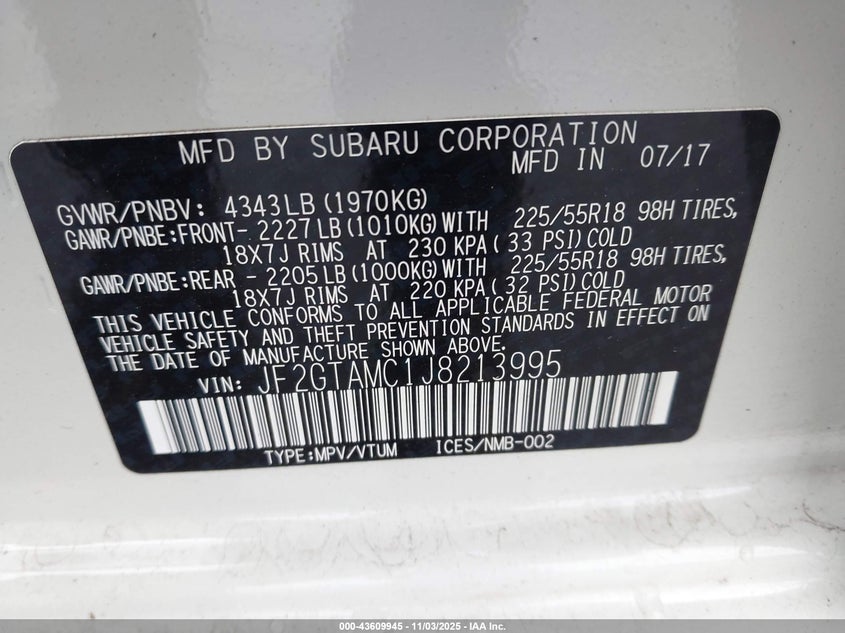 MFD BY SUBARU CORPORATION
MFD IN 07/17
GVWR/PNBV: 4343LB (1970KG)
GAWR/PNBE:FRONT- 2227LB (1010KG) WITH 225/55R18 98H TIRES,
18X7J RIMS AT 230 KPA( 33 PSI) COLD
GAWR/PNBE:REAR - 2205LB (1000KG) WITH 225/55R18 98H TIRES,
18X7J RIMS AT 220 KPA( 32 PSI) COLD
THIS VEHICLE CONFORMS TO ALL APPLICABLE FEDERAL MOTOR
VEHICLE SAFETY AND THEFT PREVENTION STANDARDS IN EFFECT ON
THE DATE OF MANUFACTURE SHOWN ABOVE.
VIN: JF2GTAMC1J8213995
TYPE:MPV/VTUM ICES/NMB-002
000-43609945 - 11/03/2025 - IAA Inc.